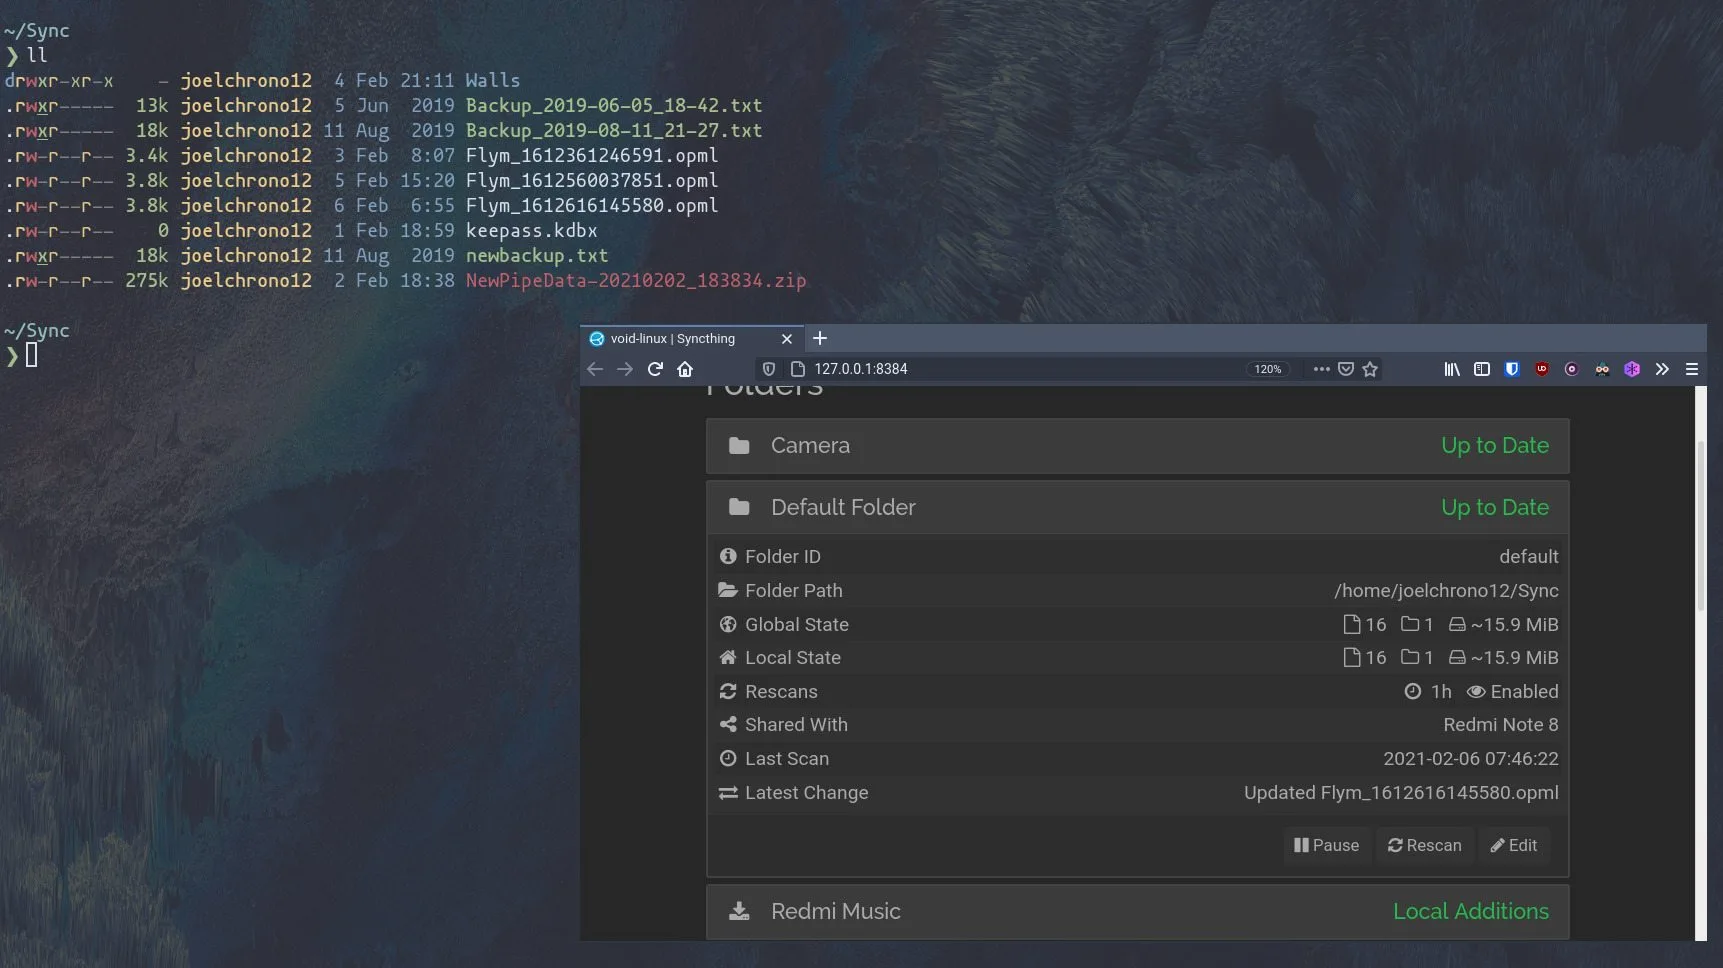 ~/Sync
❯ ll
drwxr-xr-x    - joelchrono12  4 Feb 21:11 Walls
.rwxr-----  13k joelchrono12  5 Jun  2019 Backup_2019-06-05_18-42.txt
.rwxr-----  18k joelchrono12 11 Aug  2019 Backup_2019-08-11_21-27.txt
.rw-r--r-- 3.4k joelchrono12  3 Feb  8:07 Flym_1612361246591.opml
.rw-r--r-- 3.8k joelchrono12  5 Feb 15:20 Flym_1612560037851.opml
.rw-r--r-- 3.8k joelchrono12  6 Feb  6:55 Flym_1612616145580.opml
.rw-r--r--    0 joelchrono12  1 Feb 18:59 keepass.kdbx
.rwxr-----  18k joelchrono12 11 Aug  2019 newbackup.txt
.rw-r--r-- 275k joelchrono12  2 Feb 18:38 NewPipeData-20210202_183834.zip
~/Sync
❯
void-linux | Syncthing
127.0.0.1:8384 120%
Folders
Camera Up to Date
Default Folder Up to Date
Folder ID default
Folder Path /home/joelchrono12/Sync
Global State 16 1 ~15.9 MiB
Local State 16 1 ~15.9 MiB
Rescans 1h Enabled
Shared With Redmi Note 8
Last Scan 2021-02-06 07:46:22
Latest Change Updated Flym_1612616145580.opml
Pause Rescan Edit
Redmi Music Local Additions